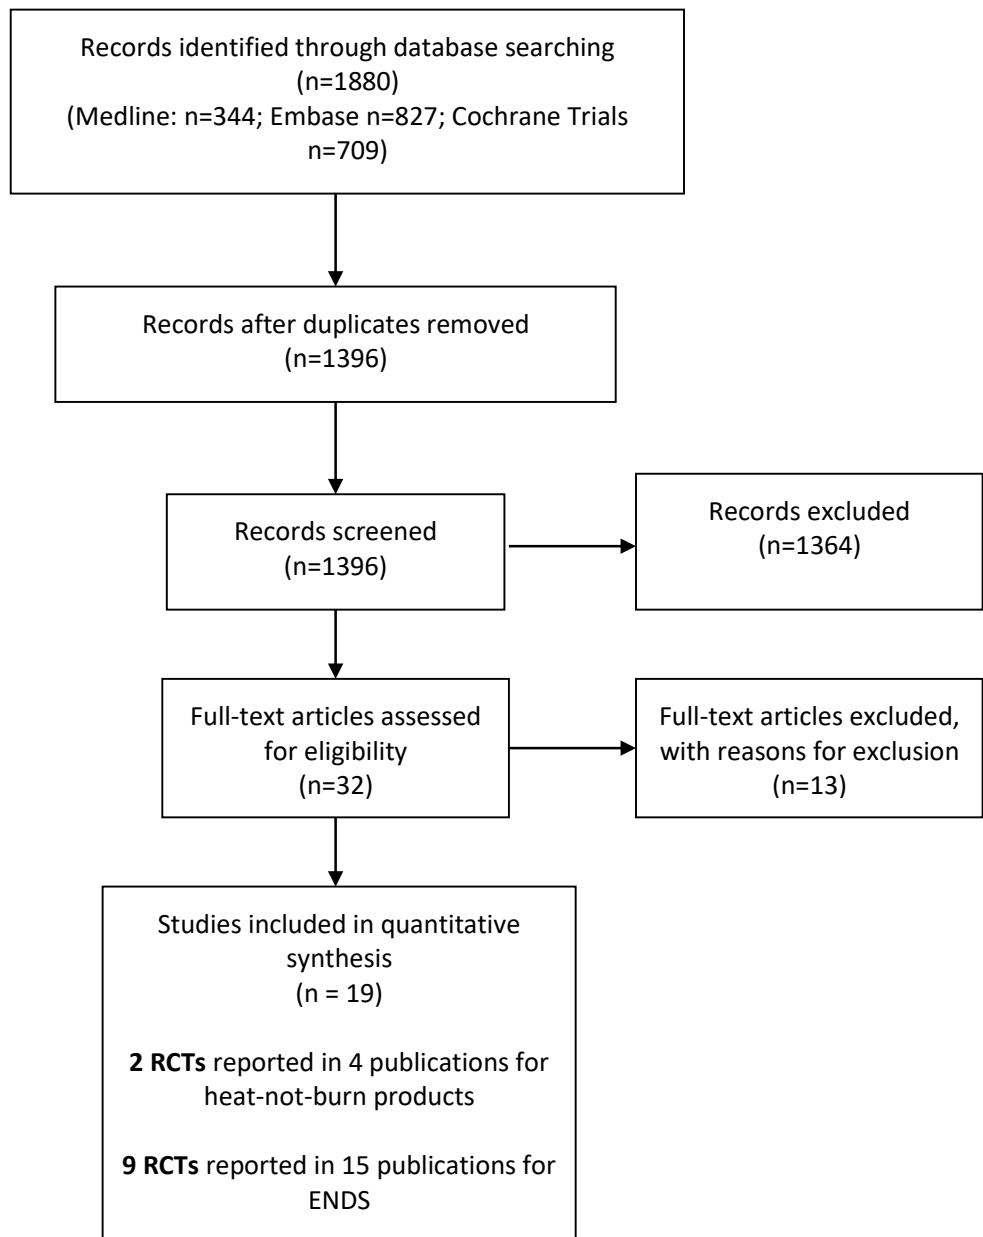 Records identified through database searching
(n=1880)
(Medline: n=344; Embase n=827; Cochrane Trials
n=709)
Records after duplicates removed
(n=1396)
Records screened
(n=1396)
Records excluded
(n=1364)
Full-text articles assessed
for eligibility
(n=32)
Full-text articles excluded,
with reasons for exclusion
(n=13)
Studies included in quantitative
synthesis
(n = 19)
2 RCTs reported in 4 publications for
heat-not-burn products
9 RCTs reported in 15 publications for
ENDS